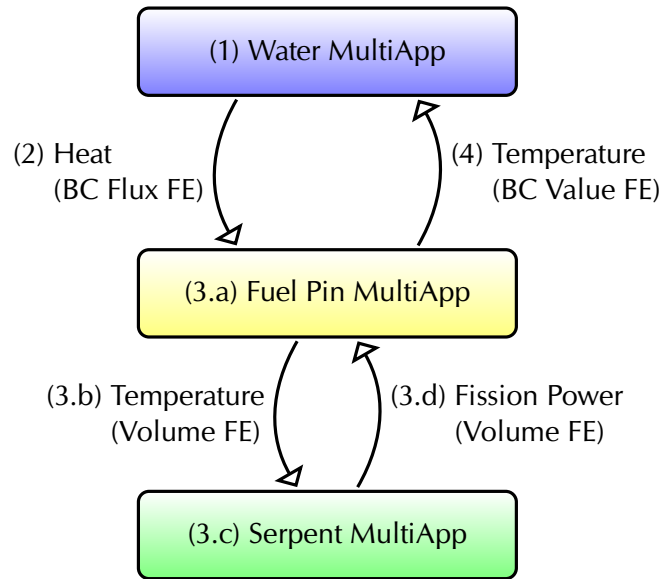 (1) Water MultiApp
(2) Heat
(BC Flux FE)
(4) Temperature
(BC Value FE)
(3.a) Fuel Pin MultiApp
(3.b) Temperature
(Volume FE)
(3.d) Fission Power
(Volume FE)
(3.c) Serpent MultiApp